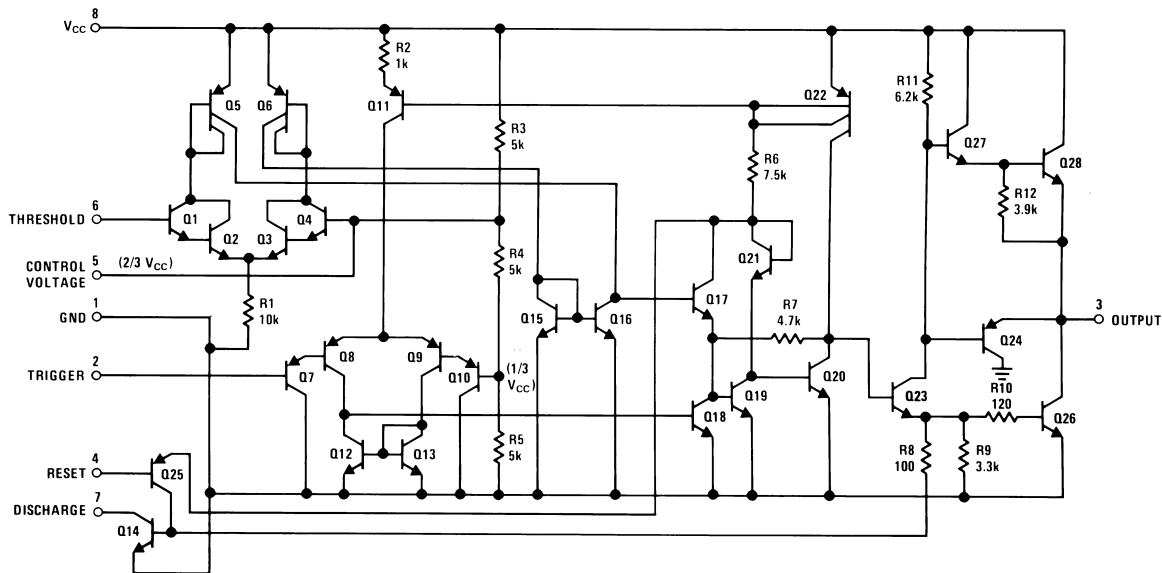 8
VCC
R2
1k
R11
6.2k
Q5
Q6
Q11
Q22
R3
5k
Q27
Q28
R6
7.5k
R12
3.9k
6
THRESHOLD
Q1
Q2
Q3
Q4
5
CONTROL
VOLTAGE
(2/3 VCC)
R4
5k
Q21
1
GND
R1
10k
Q15
Q16
Q17
R7
4.7k
3
OUTPUT
Q24
2
TRIGGER
Q7
Q8
Q9
Q10
(1/3
VCC)
Q18
Q19
Q20
Q23
R10
120
Q26
Q12
Q13
R5
5k
R8
100
R9
3.3k
4
RESET
Q25
7
DISCHARGE
Q14